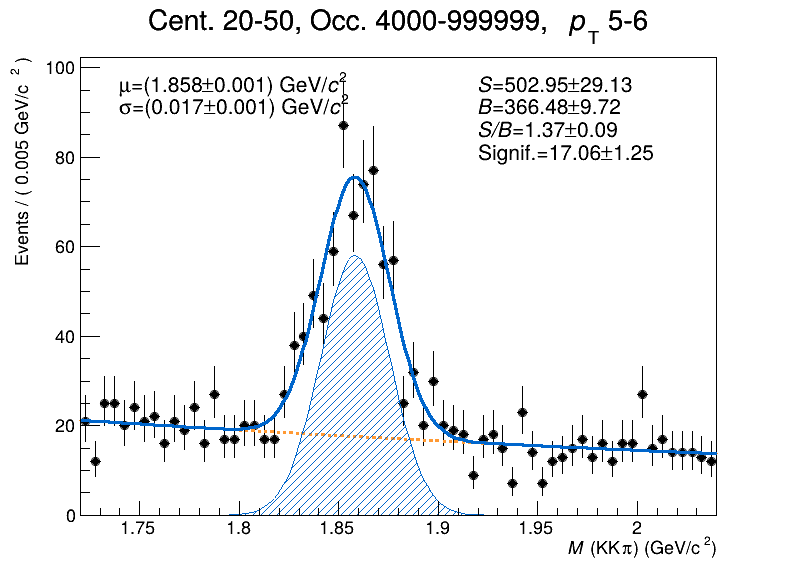 Cent. 20-50, Occ. 4000-999999, p_T 5-6
μ=(1.858±0.001) GeV/c²
σ=(0.017±0.001) GeV/c²
S=502.95±29.13
B=366.48±9.72
S/B=1.37±0.09
Signif.=17.06±1.25
Events / ( 0.005 GeV/c² )
100
80
60
40
20
0
1.75 1.8 1.85 1.9 1.95 2
M (KKπ) (GeV/c²)